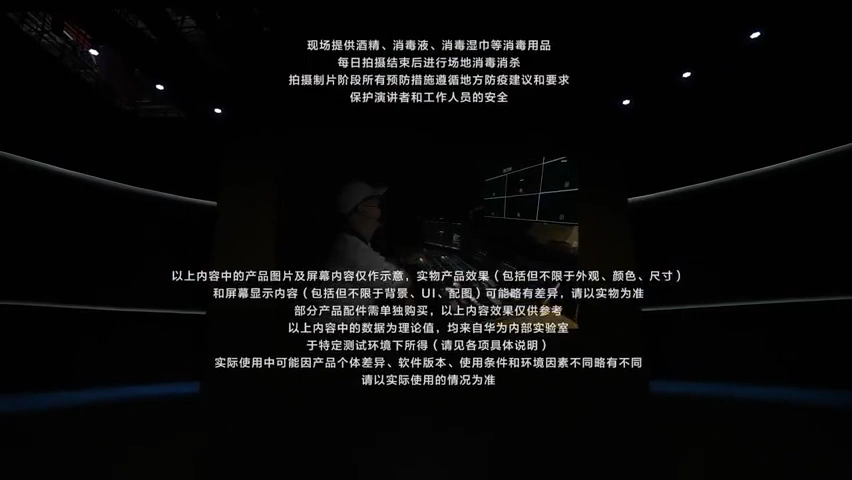 现场提供酒精、消毒液、消毒湿巾等消毒用品
每日拍摄结束后进行场地消毒消杀
拍摄制片阶段所有预防措施遵循地方防疫建议和要求
保护演讲者和工作人员的安全
以上内容中的产品图片及屏幕内容仅作示意，实物产品效果（包括但不限于外观、颜色、尺寸）
和屏幕显示内容（包括但不限于背景、UI、配图）可能略有差异，请以实物为准
部分产品配件需单独购买，以上内容效果仅供参考
以上内容中的数据为理论值，均来自华为内部实验室
于特定测试环境下所得（请见各项具体说明）
实际使用中可能因产品个体差异、软件版本、使用条件和环境因素不同略有不同
请以实际使用的情况为准